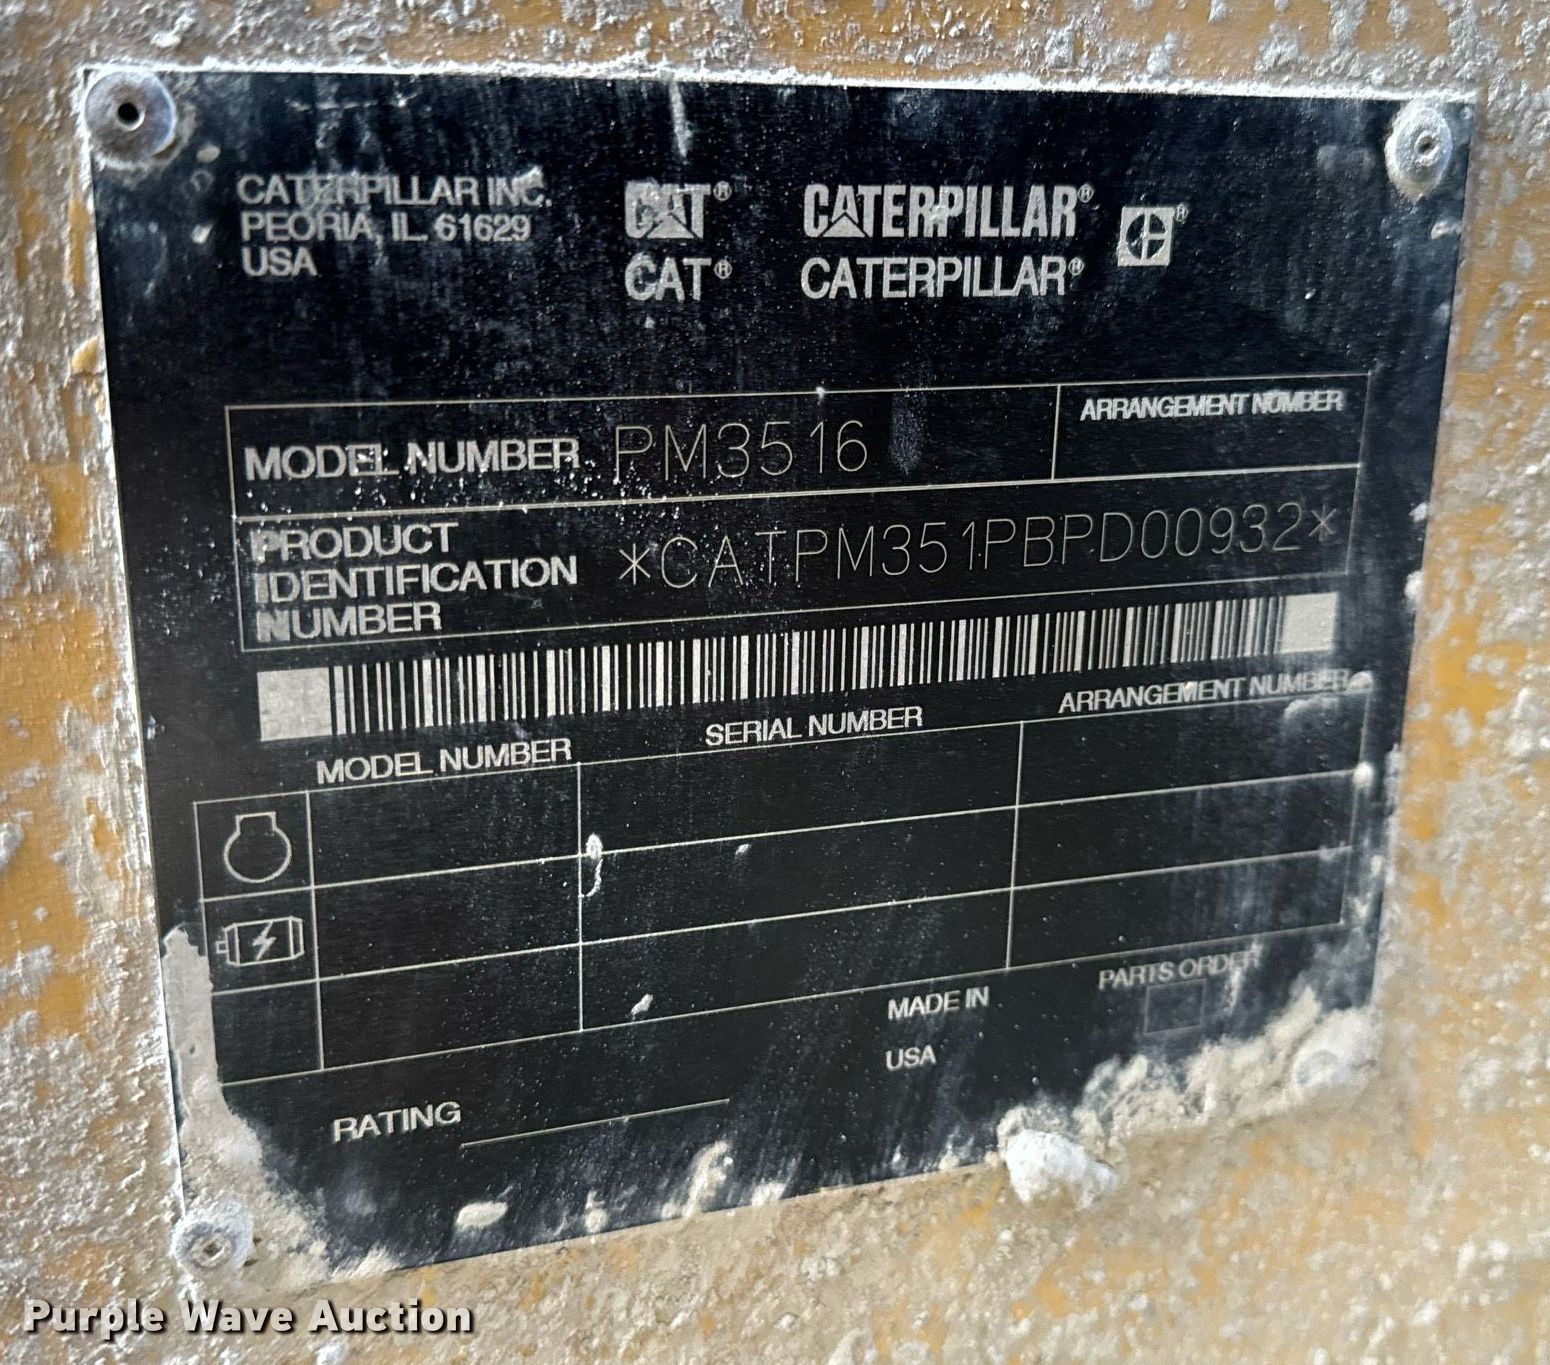 CATERPILLAR INC.
PEORIA, IL. 61629
USA
CAT® CATERPILLAR®
CAT® CATERPILLAR®
MODEL NUMBER PM3516
ARRANGEMENT NUMBER
PRODUCT
IDENTIFICATION
NUMBER
*CATPM351PBPD00932*
MODEL NUMBER SERIAL NUMBER ARRANGEMENT NUMBER
MADE IN
USA
PARTS ORDER
RATING
Purple Wave Auction